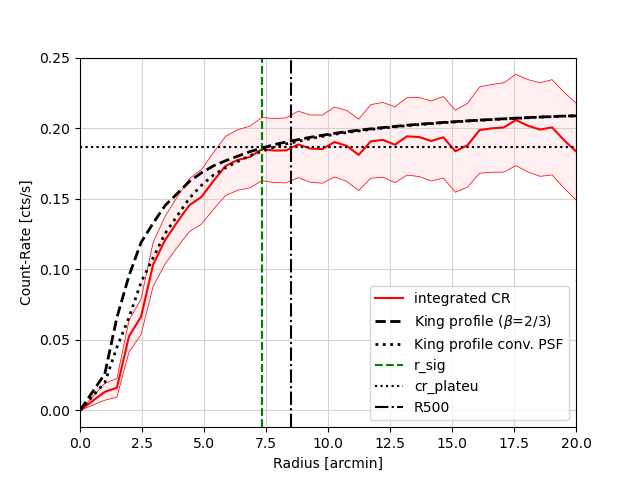 0.25
0.20
0.15
0.10
0.05
0.00
Count-Rate [cts/s]
integrated CR
King profile (β=2/3)
King profile conv. PSF
r_sig
cr_plateu
R500
0.0 2.5 5.0 7.5 10.0 12.5 15.0 17.5 20.0
Radius [arcmin]